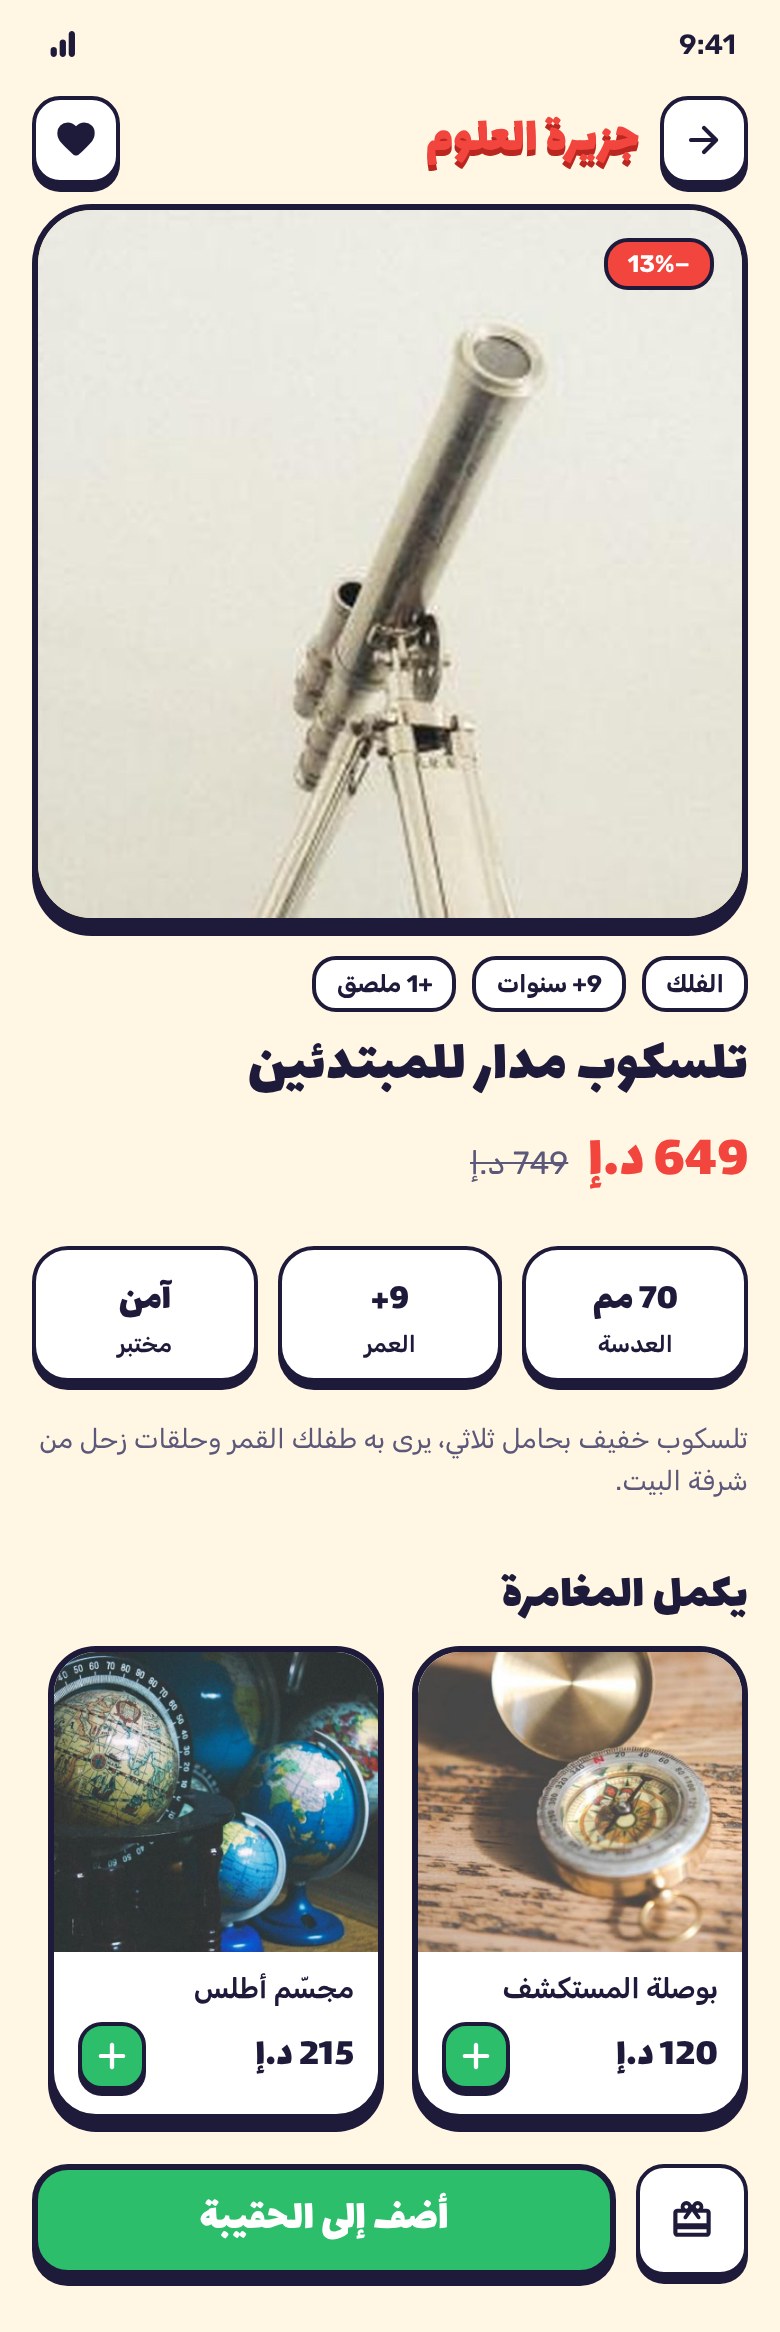 9:41
جزيرة العلوم
−13%
الفلك
9+ سنوات
+1 ملصق
تلسكوب مدار للمبتدئين
649 د.إ
749 د.إ
70 مم
العدسة
9+
العمر
آمن
مختبر
تلسكوب خفيف بحامل ثلاثي، يرى به طفلك القمر وحلقات زحل من
شرفة البيت.
يكمل المغامرة
بوصلة المستكشف
120 د.إ
مجسّم أطلس
215 د.إ
أضف إلى الحقيبة